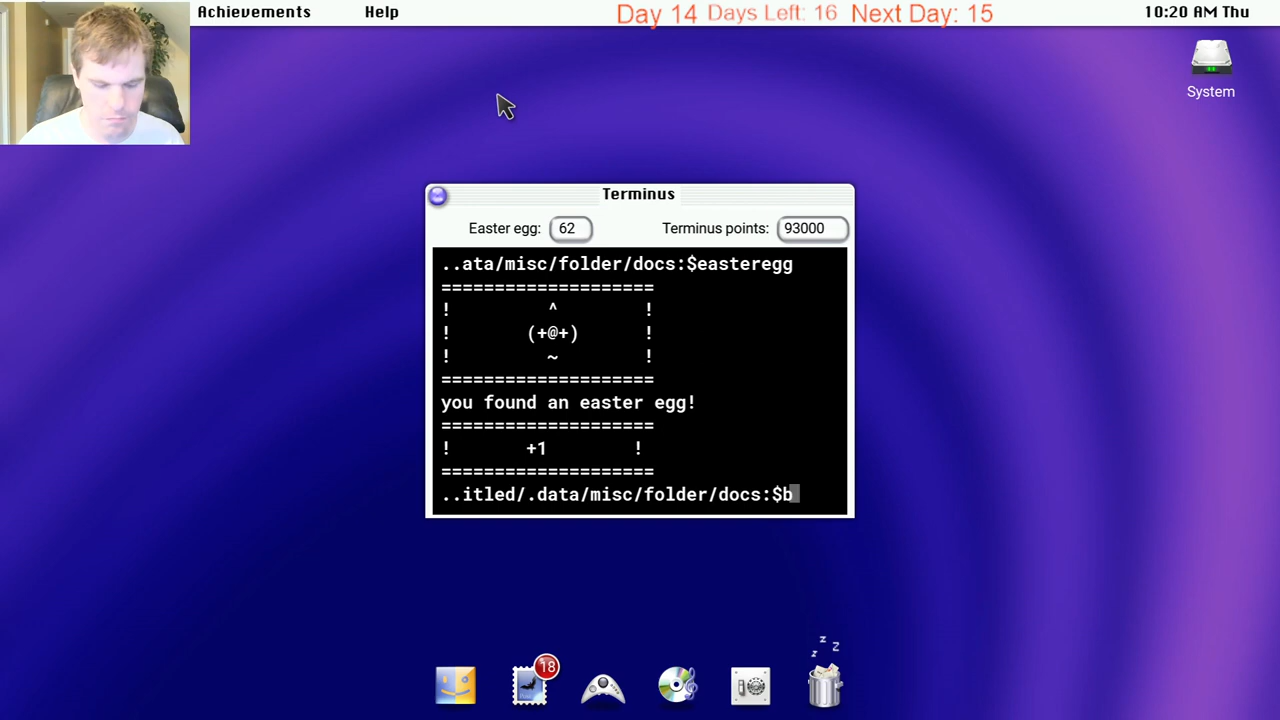 Achievements Help Day 14 Days Left: 16 Next Day: 15 10:20 AM Thu
System
Terminus
Easter egg: 62 Terminus points: 93000
..ata/misc/folder/docs:$easteregg
====================
! ^ !
! (+@+) !
! ~ !
====================
you found an easter egg!
====================
! +1 !
====================
..itled/.data/misc/folder/docs:$b
z z
z
18